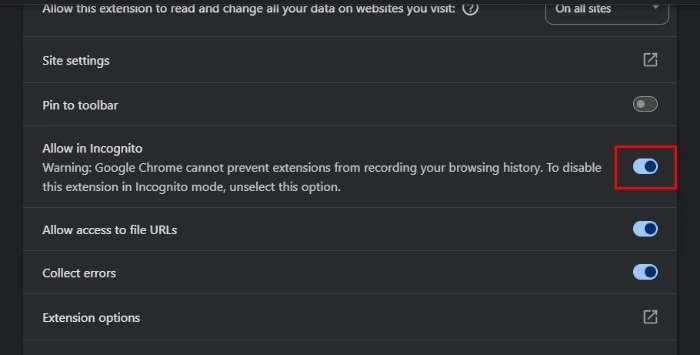 Allow this extension to read and change all your data on websites you visit: ? On all sites
Site settings
Pin to toolbar
Allow in Incognito
Warning: Google Chrome cannot prevent extensions from recording your browsing history. To disable
this extension in Incognito mode, unselect this option.
Allow access to file URLs
Collect errors
Extension options